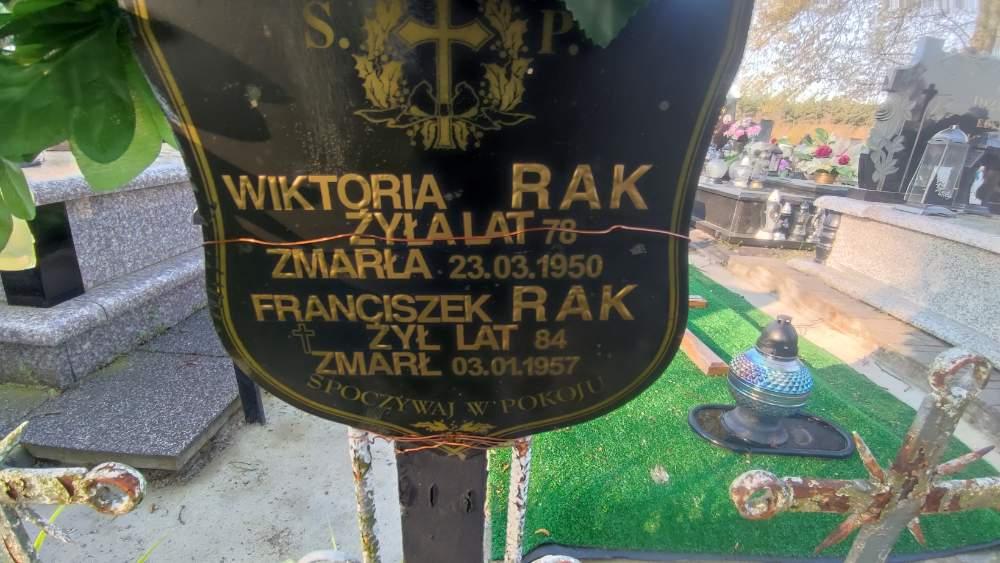 S. P.
WIKTORIA RAK
ŻYŁA LAT 78
ZMARŁA 23.03.1950
FRANCISZEK RAK
ŻYŁ LAT 84
ZMARŁ 03.01.1957
SPOCZYWAJ W POKOJU